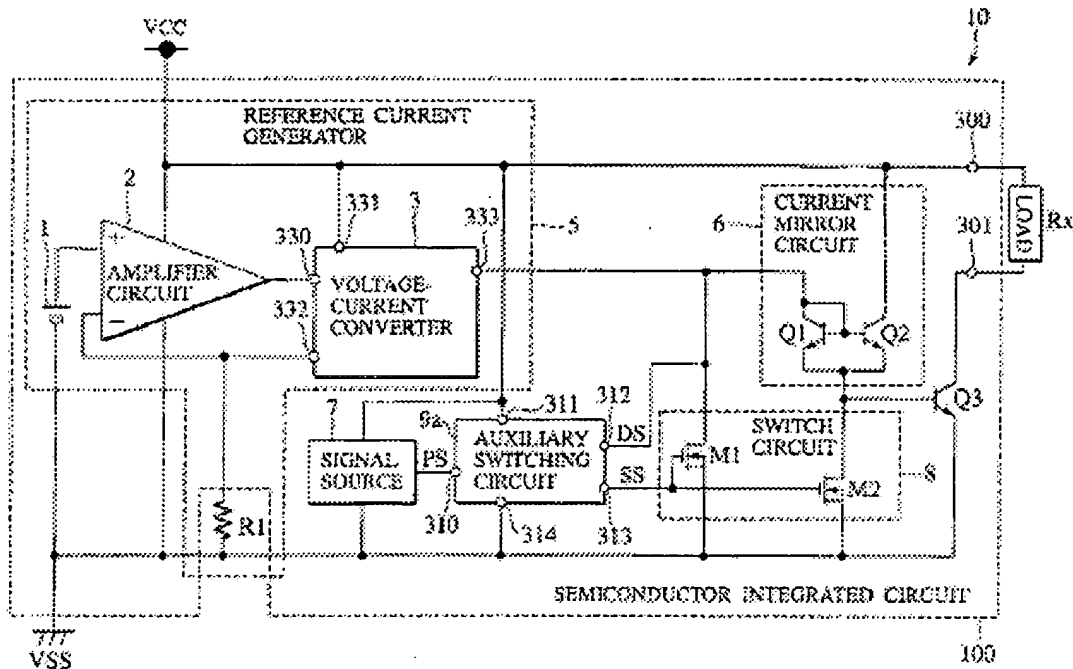 10
VCC
REFERENCE CURRENT
GENERATOR
300
2
331
3
333
5
CURRENT
MIRROR
CIRCUIT
6
LOAD
Rx
1
+
330
301
AMPLIFIER
CIRCUIT
VOLTAGE-
CURRENT
CONVERTER
−
332
Q1
Q2
7
9a
311
312
Q3
AUXILIARY
SWITCHING
CIRCUIT
DS
SWITCH
CIRCUIT
SIGNAL
SOURCE
PS
M1
SS
M2
8
310
314
313
R1
SEMICONDUCTOR INTEGRATED CIRCUIT
VSS
100